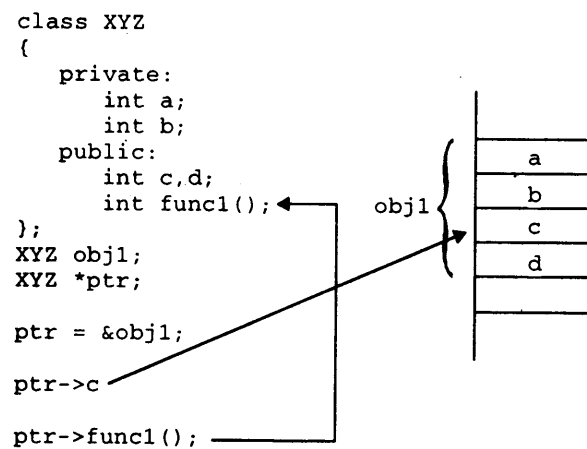 class XYZ
{
private:
int a;
int b;
public:
int c,d;
int func1();
};
XYZ obj1;
XYZ *ptr;
ptr = &obj1;
ptr->c
ptr->func1();
obj1
a
b
c
d